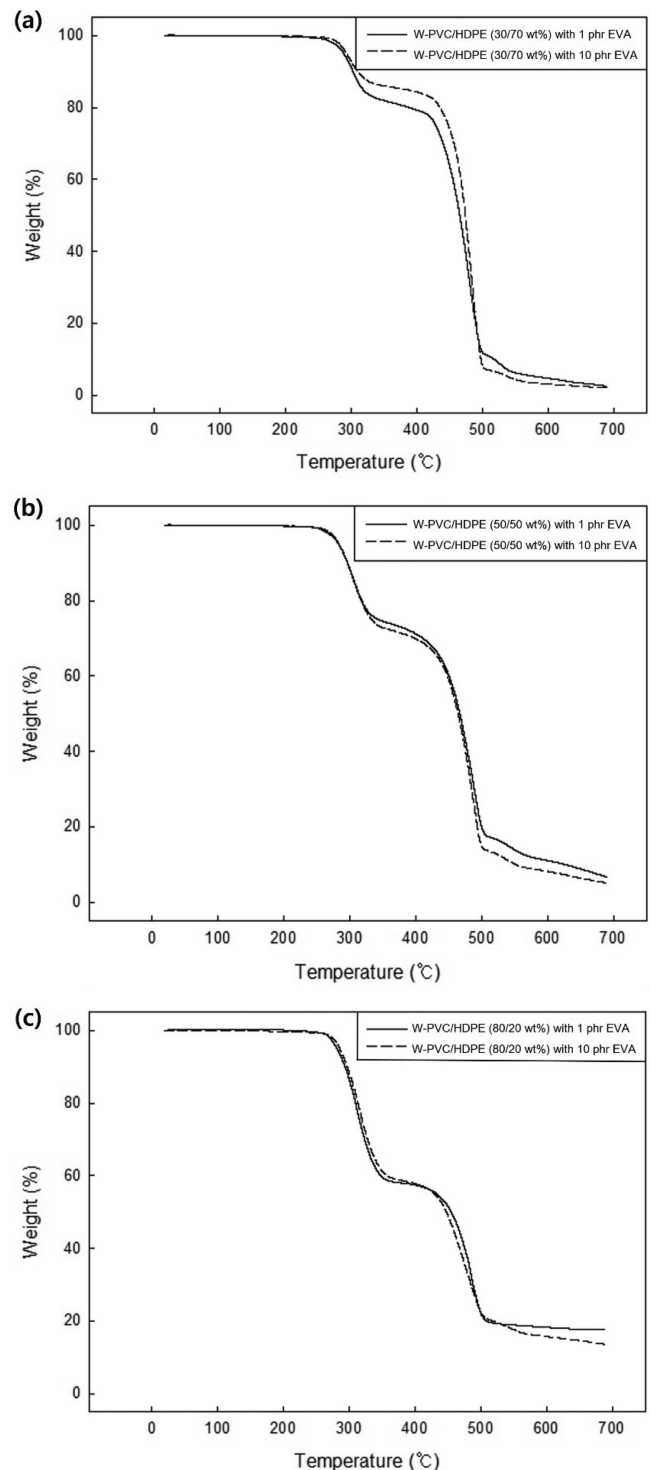 (a)
W-PVC/HDPE (30/70 wt%) with 1 phr EVA
W-PVC/HDPE (30/70 wt%) with 10 phr EVA
100
80
60
40
20
0
Weight (%)
0 100 200 300 400 500 600 700
Temperature (℃)
(b)
W-PVC/HDPE (50/50 wt%) with 1 phr EVA
W-PVC/HDPE (50/50 wt%) with 10 phr EVA
100
80
60
40
20
0
Weight (%)
0 100 200 300 400 500 600 700
Temperature (℃)
(c)
W-PVC/HDPE (80/20 wt%) with 1 phr EVA
W-PVC/HDPE (80/20 wt%) with 10 phr EVA
100
80
60
40
20
0
Weight (%)
0 100 200 300 400 500 600 700
Temperature (℃)